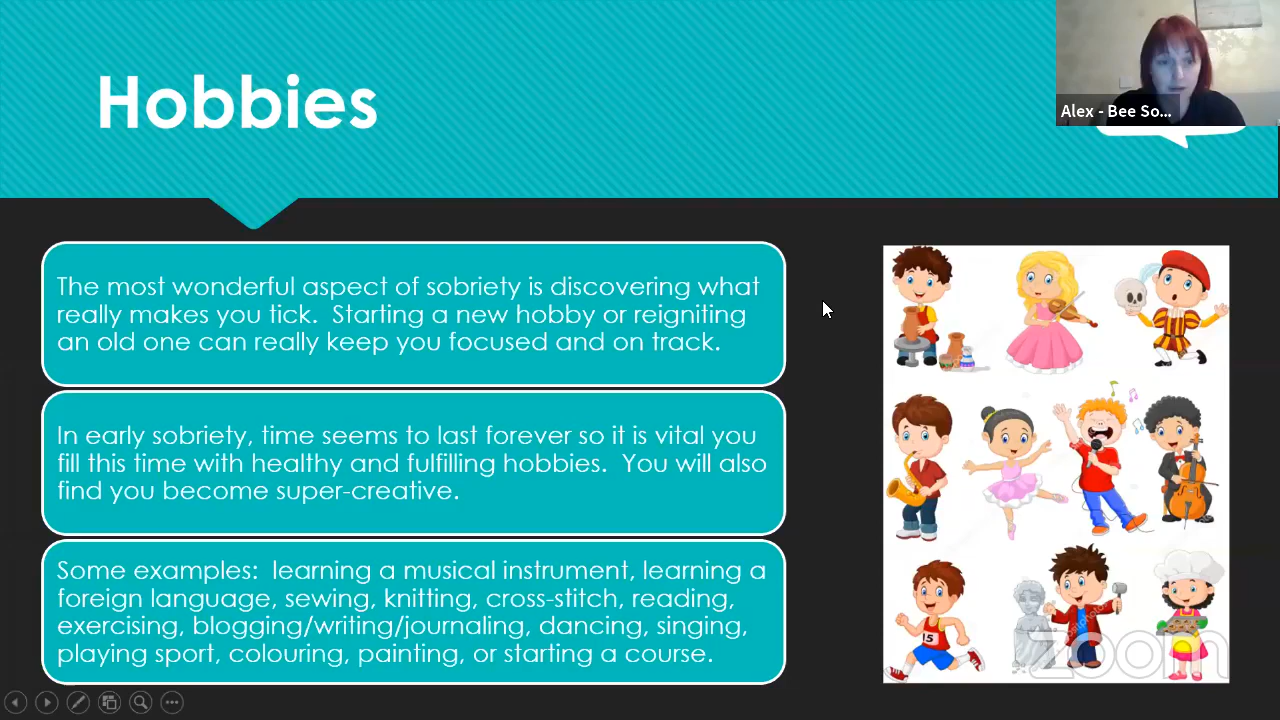 Hobbies
Alex - Bee So...
The most wonderful aspect of sobriety is discovering what
really makes you tick.  Starting a new hobby or reigniting
an old one can really keep you focused and on track.
In early sobriety, time seems to last forever so it is vital you
fill this time with healthy and fulfilling hobbies.  You will also
find you become super-creative.
Some examples:  learning a musical instrument, learning a
foreign language, sewing, knitting, cross-stitch, reading,
exercising, blogging/writing/journaling, dancing, singing,
playing sport, colouring, painting, or starting a course.
15
zoom